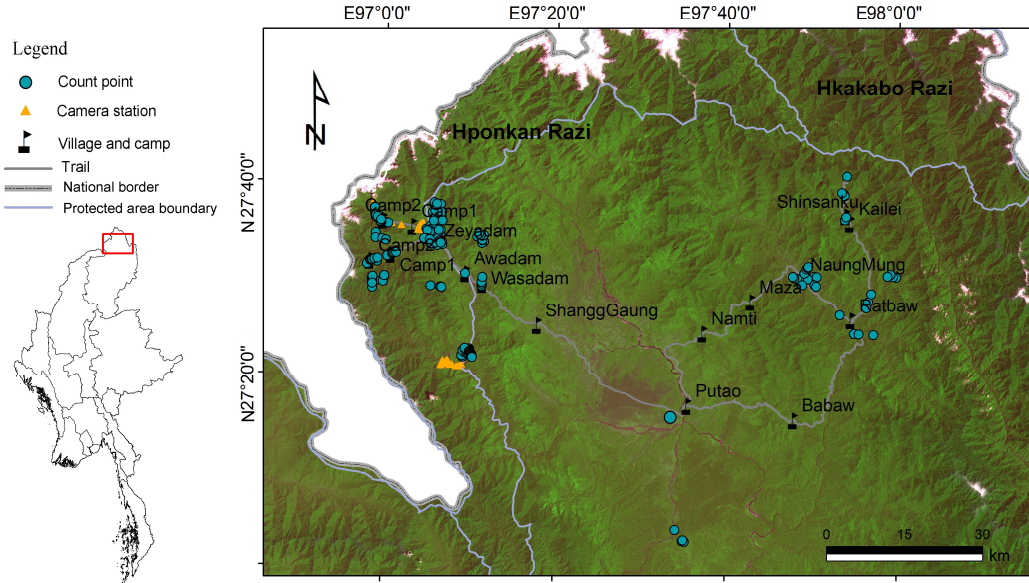 E97°0'0"
E97°20'0"
E97°40'0"
E98°0'0"
Legend
Count point
Camera station
Village and camp
Trail
National border
Protected area boundary
N
N27°40'0"
N27°20'0"
Hkakabo Razi
Hponkan Razi
Camp2
Camp1
Zeyadam
Camp2
Camp1
Awadam
Wasadam
ShanggGaung
Shinsanku
Kailei
NaungMung
Maza
Ratbaw
Namti
Putao
Babaw
0
15
30
km